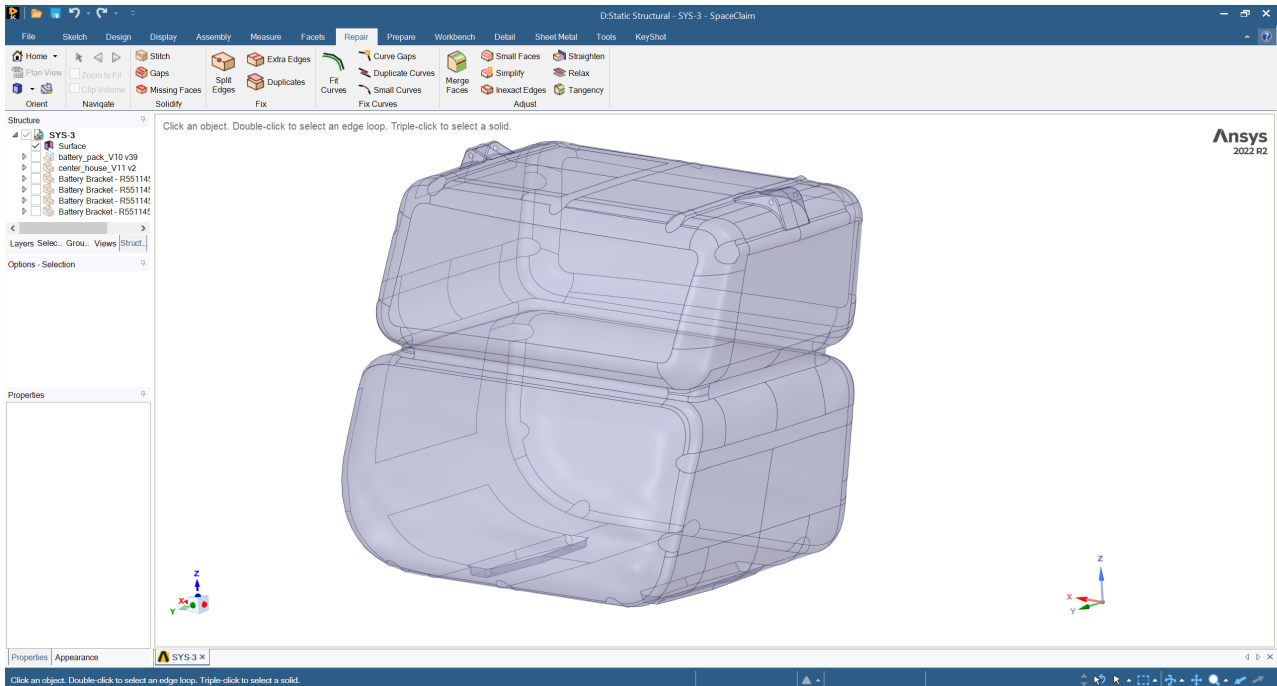 D:Static Structural - SYS-3 - SpaceClaim
File Sketch Design Display Assembly Measure Facets Repair Prepare Workbench Detail Sheet Metal Tools KeyShot
Home
Plan View
Zoom to Fit
Clip Volume
Orient
Navigate
Stitch
Gaps
Missing Faces
Solidify
Split
Edges
Extra Edges
Duplicates
Fix
Fit
Curves
Curve Gaps
Duplicate Curves
Small Curves
Fix Curves
Merge
Faces
Small Faces
Simplify
Inexact Edges
Straighten
Relax
Tangency
Adjust
Structure
SYS-3
Surface
battery_pack_V10 v39
center_house_V11 v2
Battery Bracket - R551145
Battery Bracket - R551145
Battery Bracket - R551145
Battery Bracket - R551145
Layers Selec... Grou... Views Struct...
Options - Selection
Properties
Properties Appearance
Click an object. Double-click to select an edge loop. Triple-click to select a solid.
Ansys
2022 R2
Z
X
Y
Z
X
Y
SYS-3
Click an object. Double-click to select an edge loop. Triple-click to select a solid.